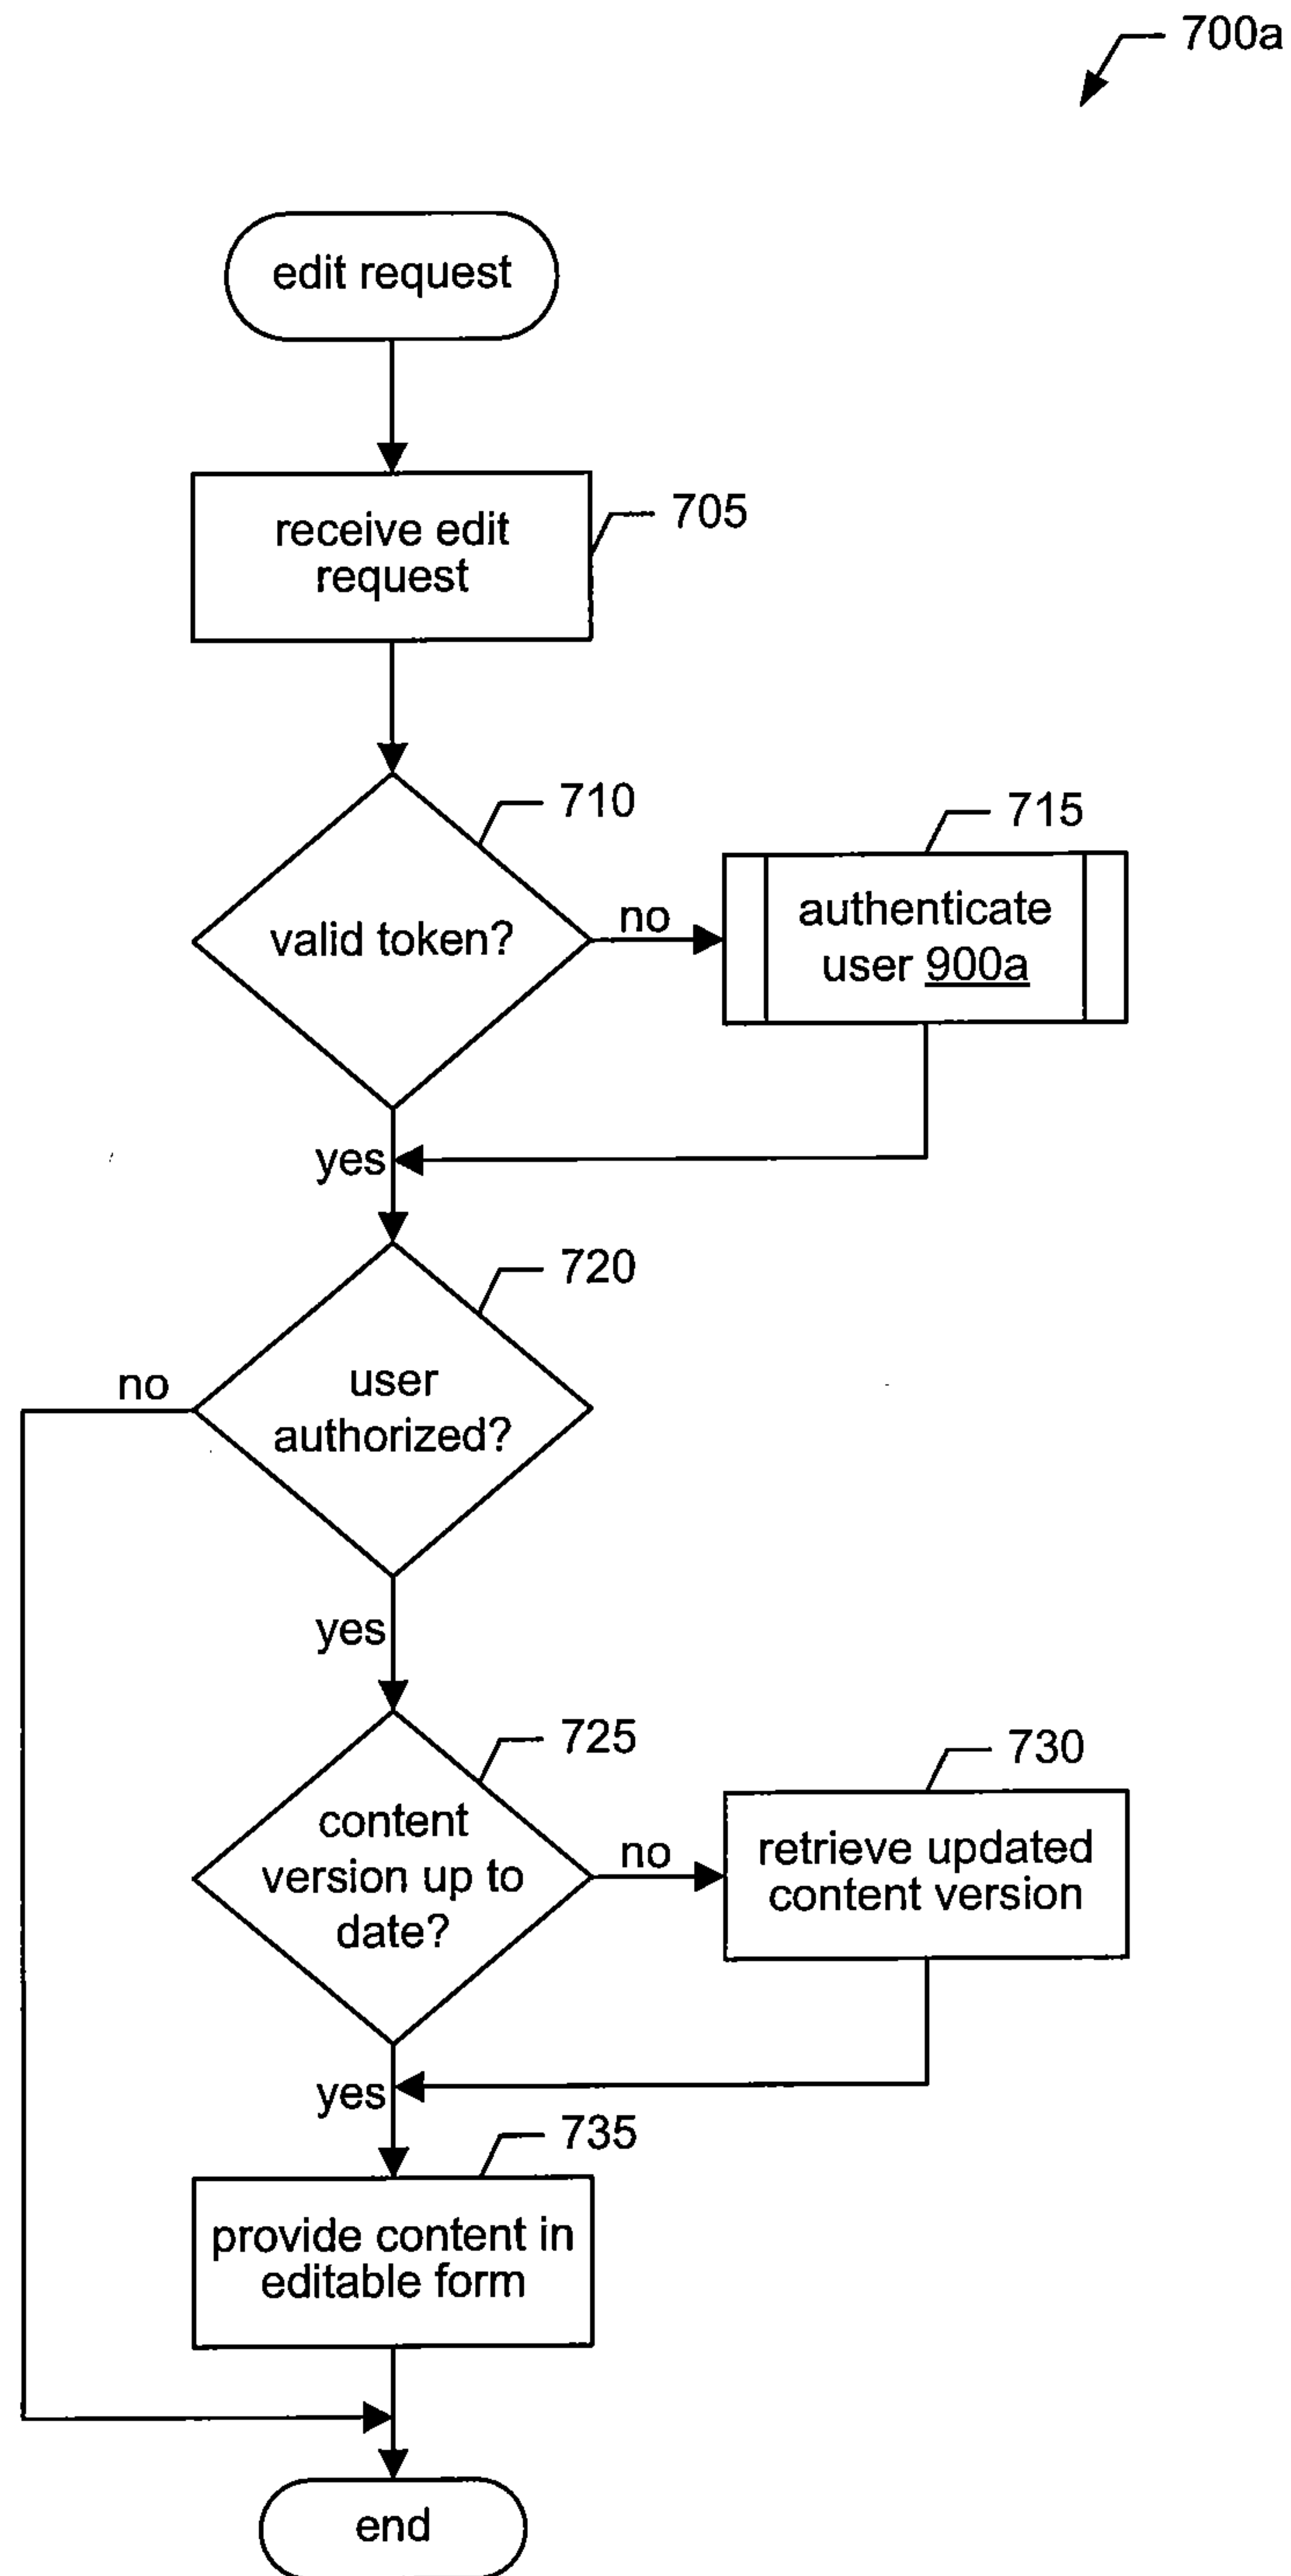 700a
edit request
receive edit
request
705
710
valid token?
no
715
authenticate
user 900a
yes
720
user
authorized?
no
yes
725
content
version up to
date?
no
730
retrieve updated
content version
yes
735
provide content in
editable form
end